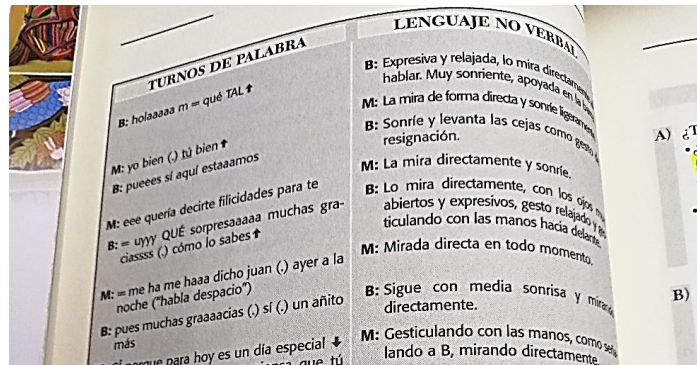 TURNOS DE PALABRA
B: holaaaaa m = qué TAL↑
M: yo bien (.) tú bien↑
B: pueees sí aquí estaaamos
M: eee quería decirte filicidades para te
B: = uyyy QUÉ sorpresaaaaa muchas gra-
ciassss (.) cómo lo sabes↑
M: = me ha me haaa dicho juan (.) ayer a la
noche ("habla despacio")
B: pues muchas graaaacias (.) sí (.) un añito
más
porque para hoy es un día especial ↓
que tú
LENGUAJE NO VERBAL
B: Expresiva y relajada, lo mira directamente
hablar. Muy sonriente, apoyada en la
M: La mira de forma directa y sonríe ligeramente
B: Sonríe y levanta las cejas como gesto
resignación.
M: La mira directamente y sonríe.
B: Lo mira directamente, con los ojos
abiertos y expresivos, gesto relajado y
ticulando con las manos hacia delante.
M: Mirada directa en todo momento.
B: Sigue con media sonrisa y
directamente.
M: Gesticulando con las manos, como
lando a B, mirando directamente.
A)
B)